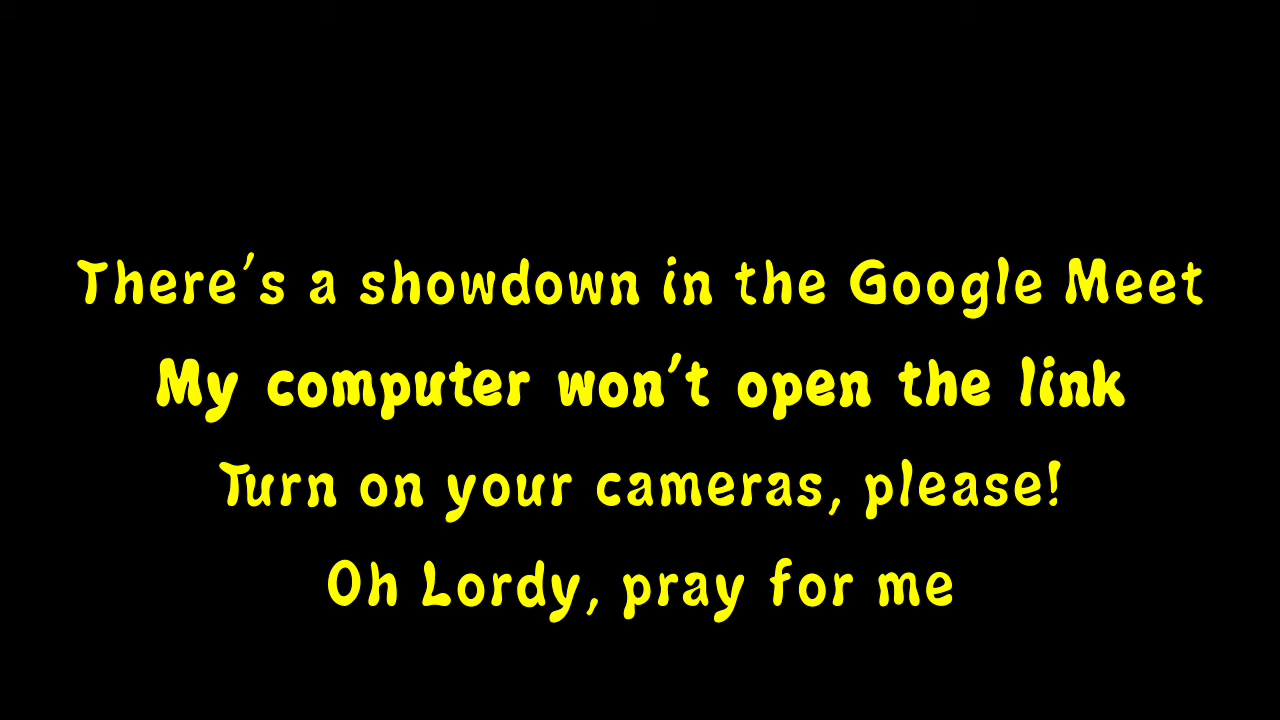 There's a showdown in the Google Meet
My computer won't open the link
Turn on your cameras, please!
Oh Lordy, pray for me